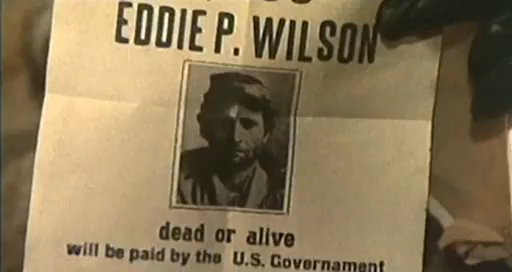 EDDIE P. WILSON
dead or alive
will be paid by the U.S. Governament